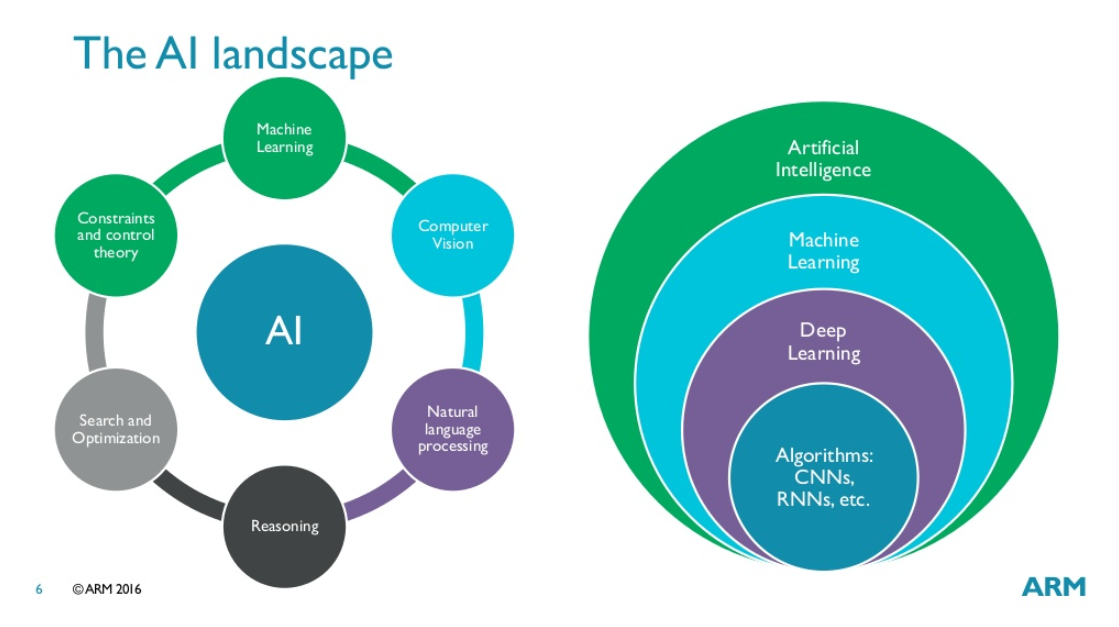 The AI landscape
Machine
Learning
Computer
Vision
Natural
language
processing
Reasoning
Search and
Optimization
Constraints
and control
theory
AI
Artificial
Intelligence
Machine
Learning
Deep
Learning
Algorithms:
CNNs,
RNNs, etc.
6 ©ARM 2016
ARM